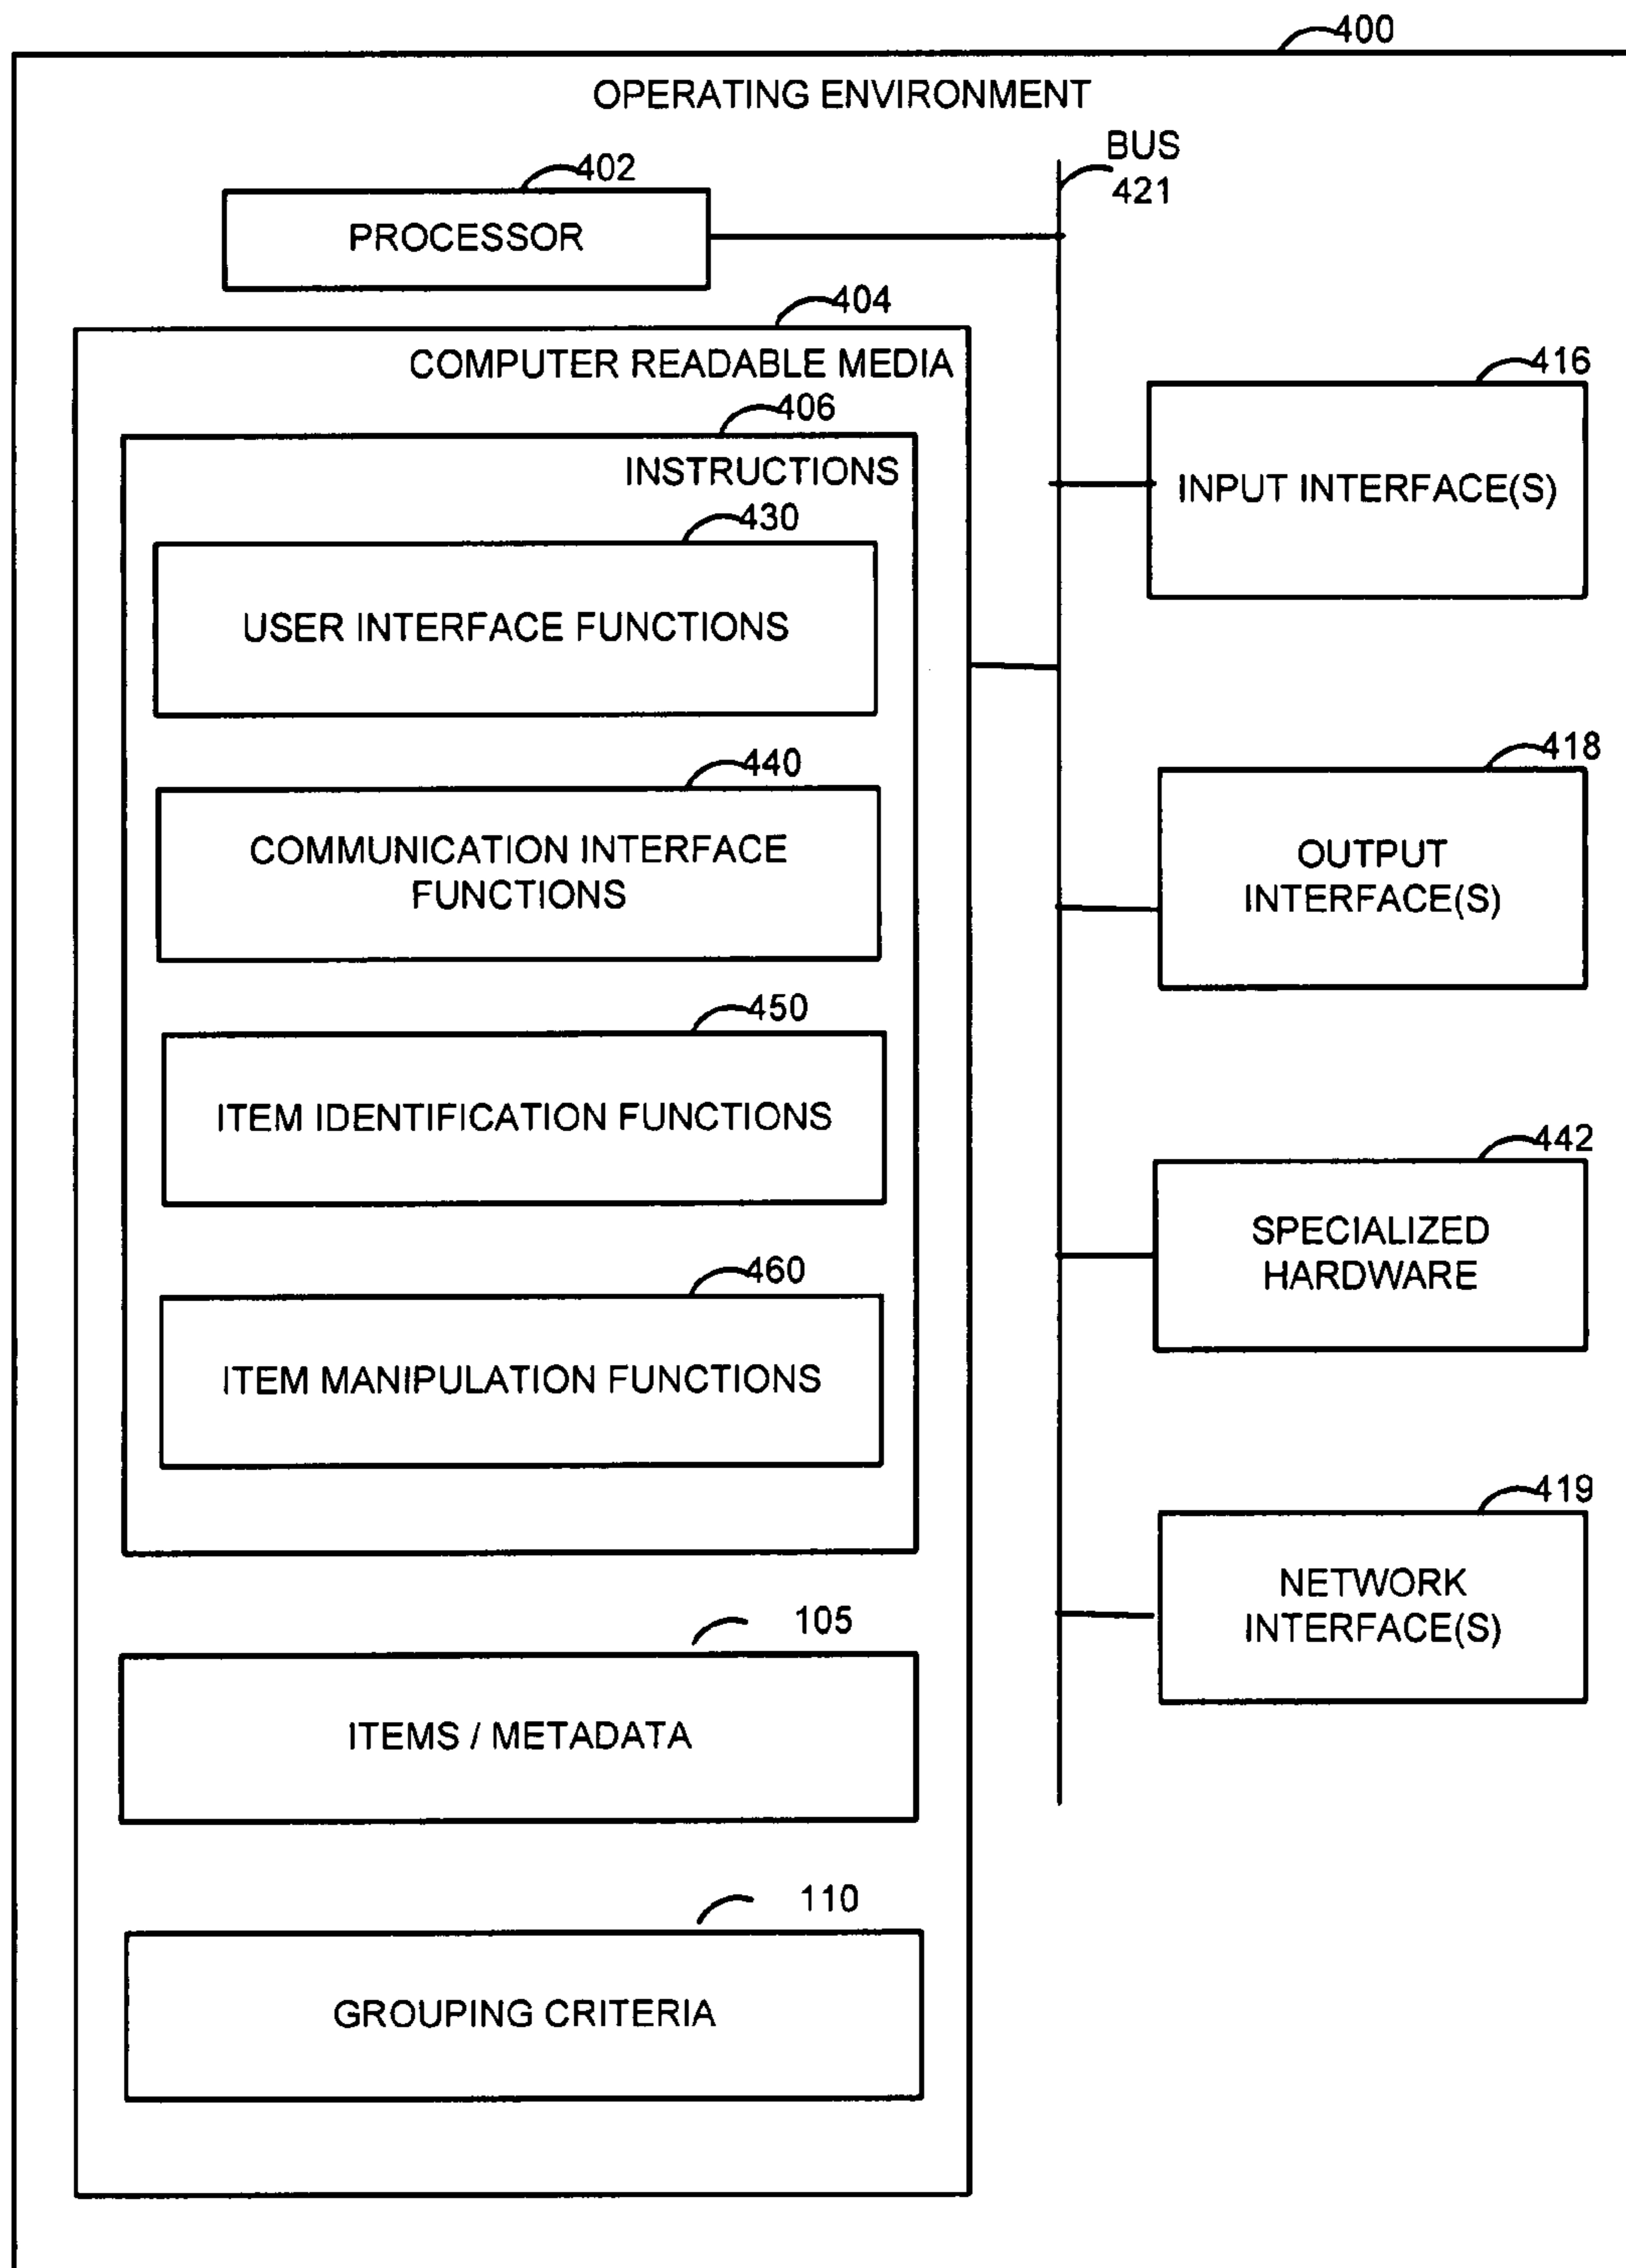 400
OPERATING ENVIRONMENT
BUS
421
402
PROCESSOR
404
COMPUTER READABLE MEDIA
406
INSTRUCTIONS
430
USER INTERFACE FUNCTIONS
440
COMMUNICATION INTERFACE
FUNCTIONS
450
ITEM IDENTIFICATION FUNCTIONS
460
ITEM MANIPULATION FUNCTIONS
105
ITEMS / METADATA
110
GROUPING CRITERIA
416
INPUT INTERFACE(S)
418
OUTPUT
INTERFACE(S)
442
SPECIALIZED
HARDWARE
419
NETWORK
INTERFACE(S)